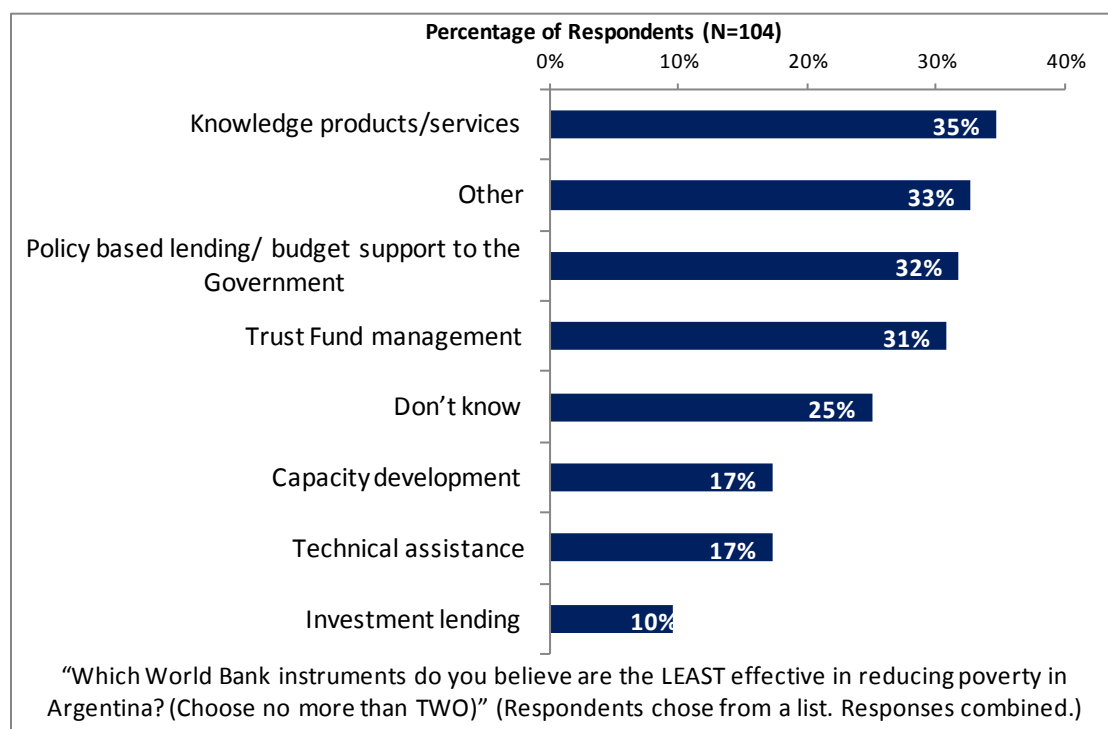 Percentage of Respondents (N=104)
0% 10% 20% 30% 40%
Knowledge products/services 35%
Other 33%
Policy based lending/ budget support to the
Government 32%
Trust Fund management 31%
Don’t know 25%
Capacity development 17%
Technical assistance 17%
Investment lending 10%
“Which World Bank instruments do you believe are the LEAST effective in reducing poverty in
Argentina? (Choose no more than TWO)” (Respondents chose from a list. Responses combined.)